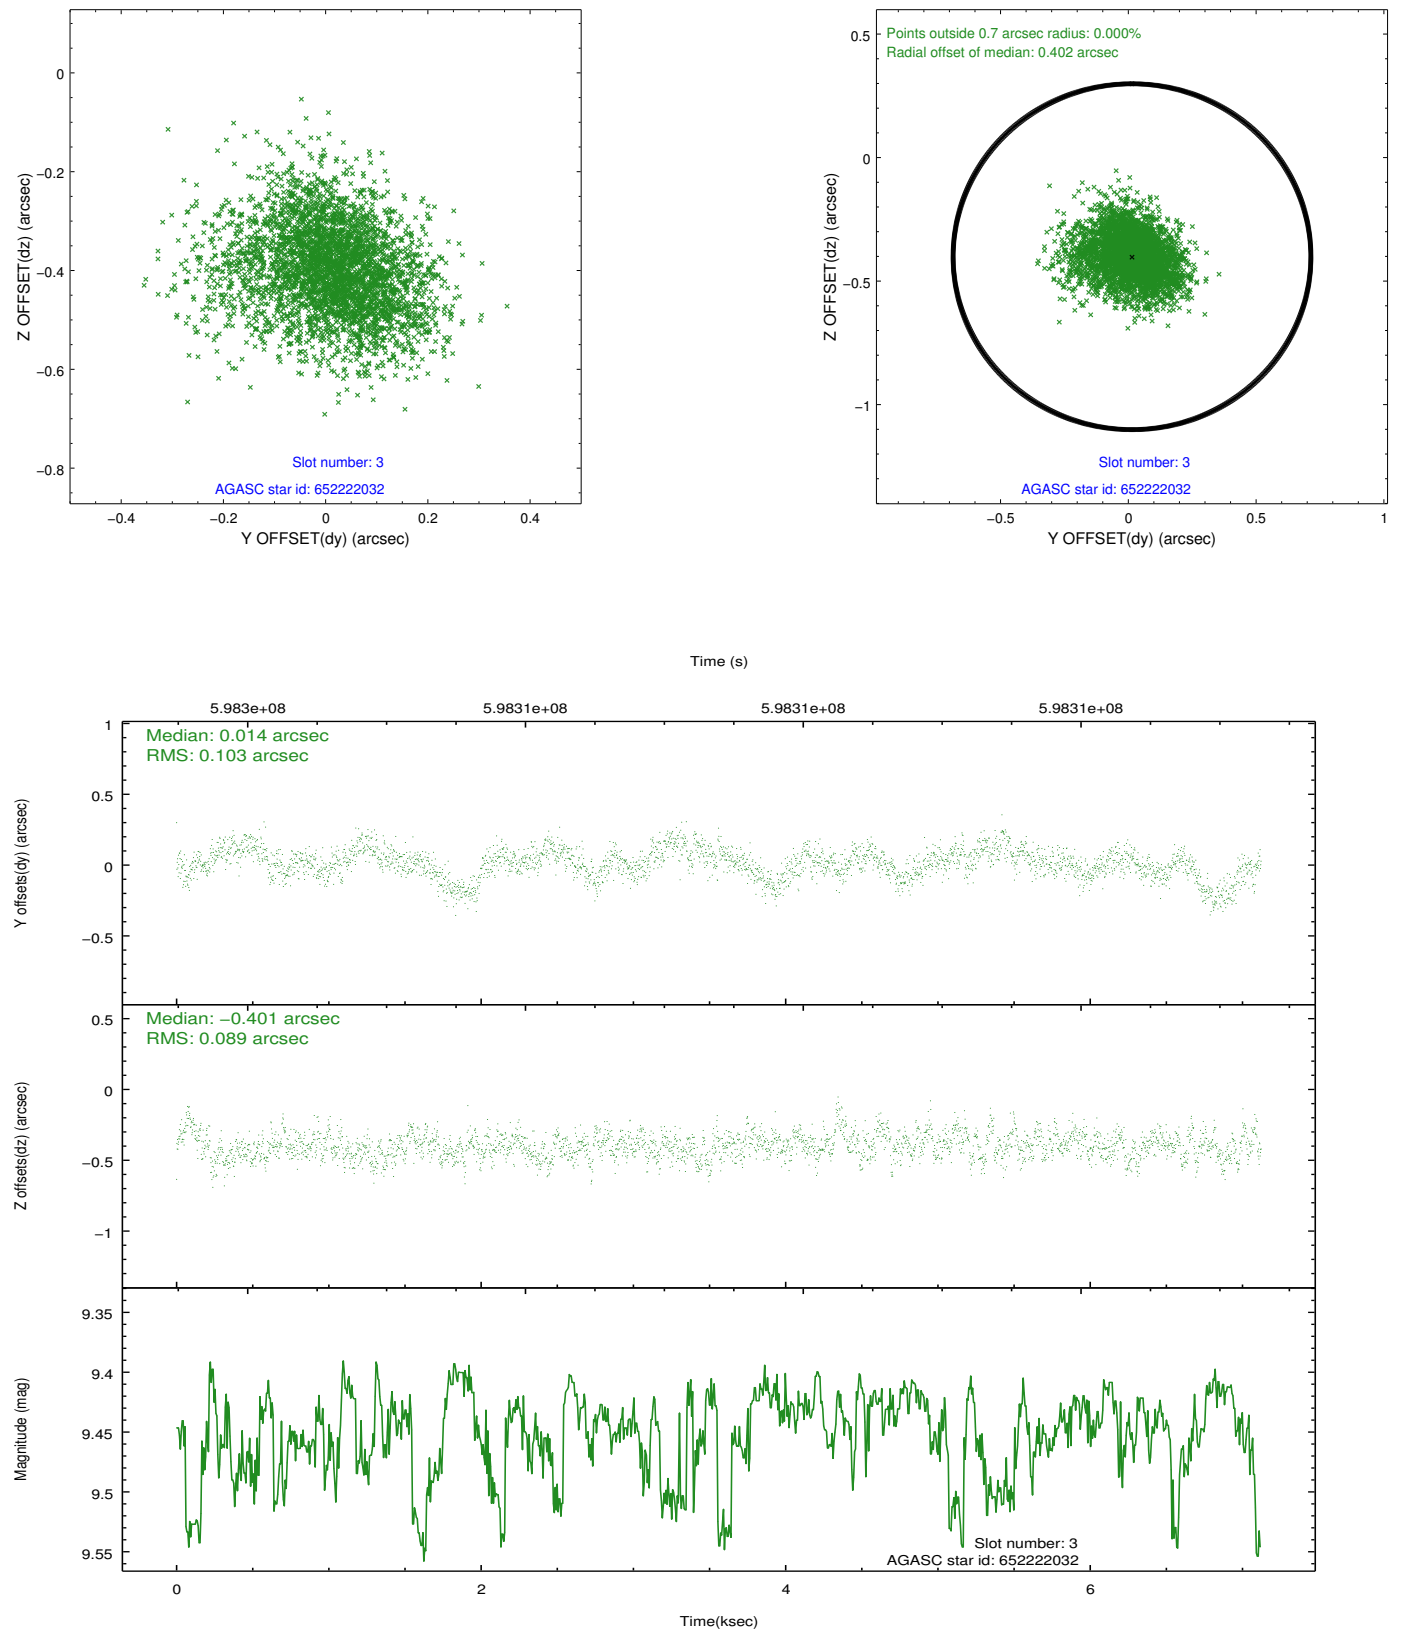 0
−0.2
−0.4
−0.6
−0.8
Z OFFSET(dz) (arcsec)
Slot number: 3
AGASC star id: 652222032
−0.4
−0.2
0
0.2
0.4
Y OFFSET(dy) (arcsec)
Points outside 0.7 arcsec radius: 0.000%
Radial offset of median: 0.402 arcsec
0.5
0
−0.5
−1
Z OFFSET(dz) (arcsec)
Slot number: 3
AGASC star id: 652222032
−0.5
0
0.5
1
Y OFFSET(dy) (arcsec)
Time (s)
5.983e+08
5.9831e+08
5.9831e+08
5.9831e+08
Median: 0.014 arcsec
RMS: 0.103 arcsec
1
0.5
0
−0.5
Y offsets(dy) (arcsec)
Median: −0.401 arcsec
RMS: 0.089 arcsec
0.5
0
−0.5
−1
Z offsets(dz) (arcsec)
9.35
9.4
9.45
9.5
9.55
Magnitude (mag)
Slot number: 3
AGASC star id: 652222032
0
2
4
6
Time(ksec)